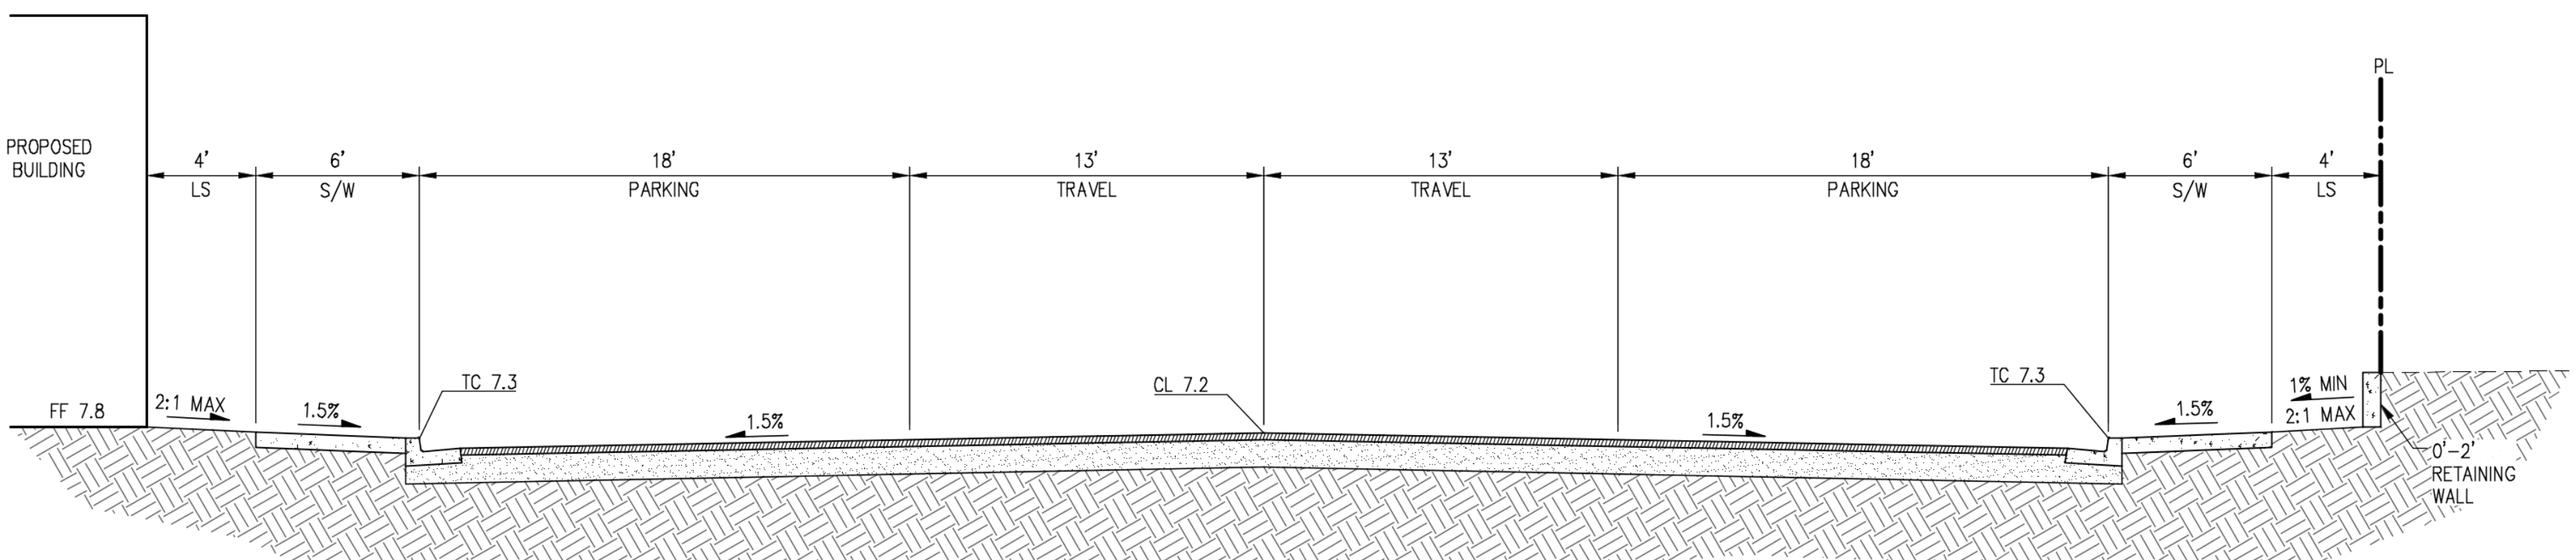 PL
PROPOSED
BUILDING
4'
LS
6'
S/W
18'
PARKING
13'
TRAVEL
13'
TRAVEL
18'
PARKING
6'
S/W
4'
LS
FF 7.8
2:1 MAX
1.5%
TC 7.3
1.5%
CL 7.2
1.5%
TC 7.3
1.5%
1% MIN
2:1 MAX
0'-2'
RETAINING
WALL